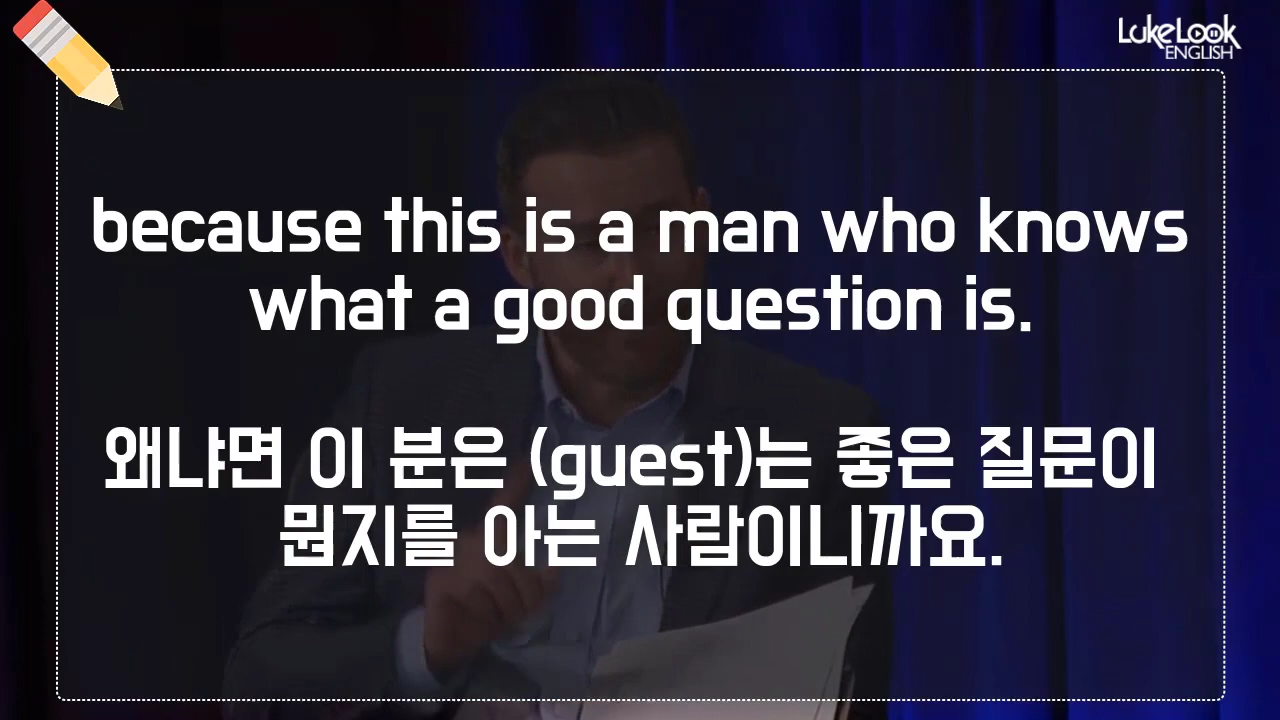 LukeLook
ENGLISH
because this is a man who knows
what a good question is.
왜냐면 이 분은 (guest)는 좋은 질문이
뭔지를 아는 사람이니까요.